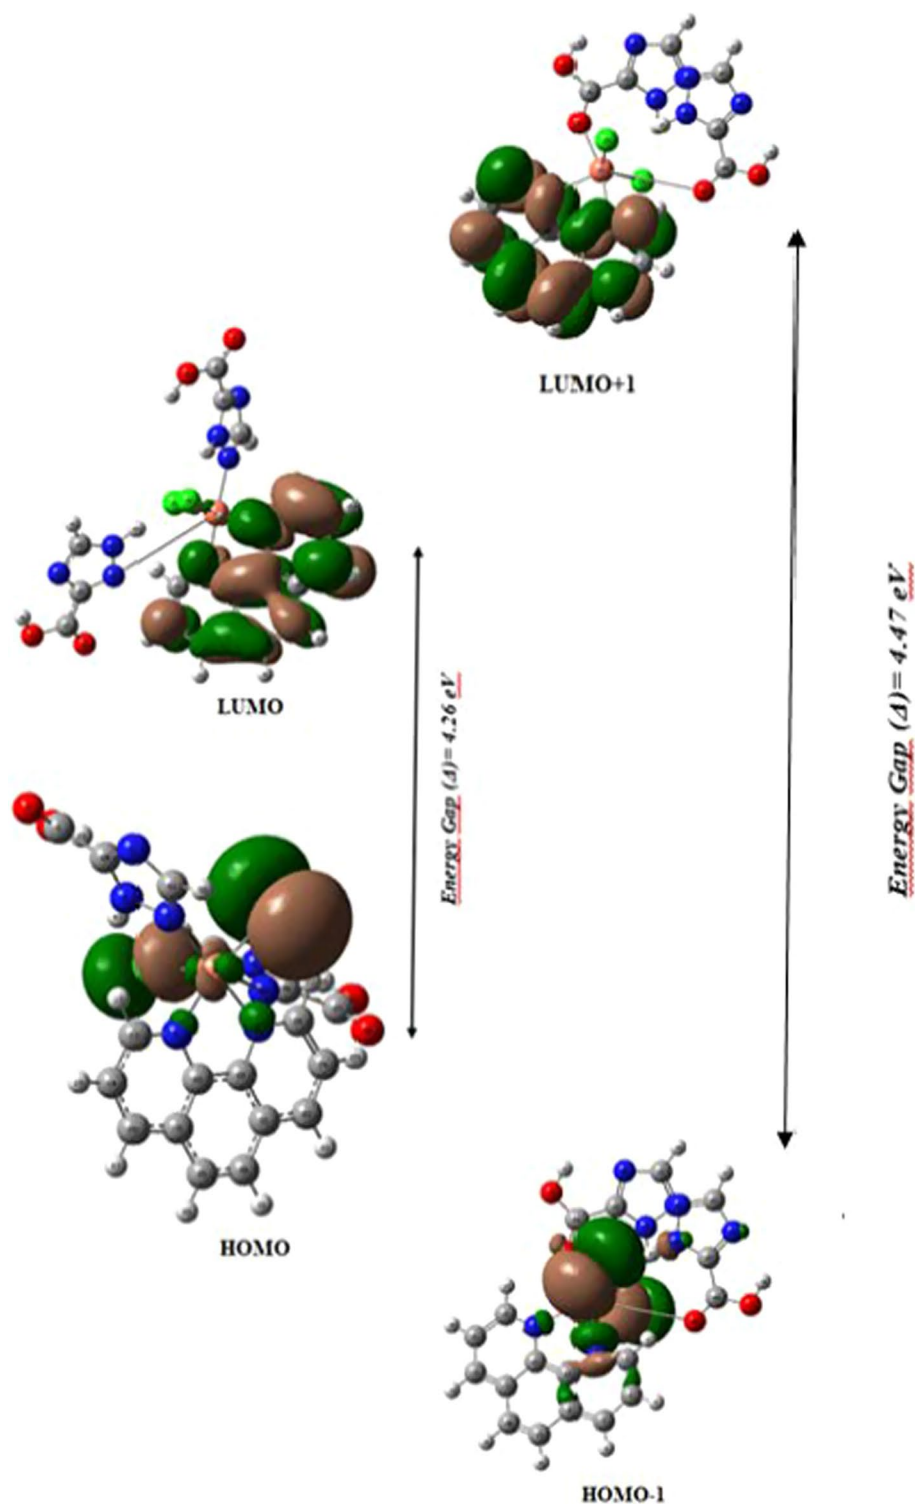 LUMO+1
LUMO
Energy Gap (Δ)= 4.26 eV
Energy Gap (Δ)= 4.47 eV
HOMO
HOMO-1